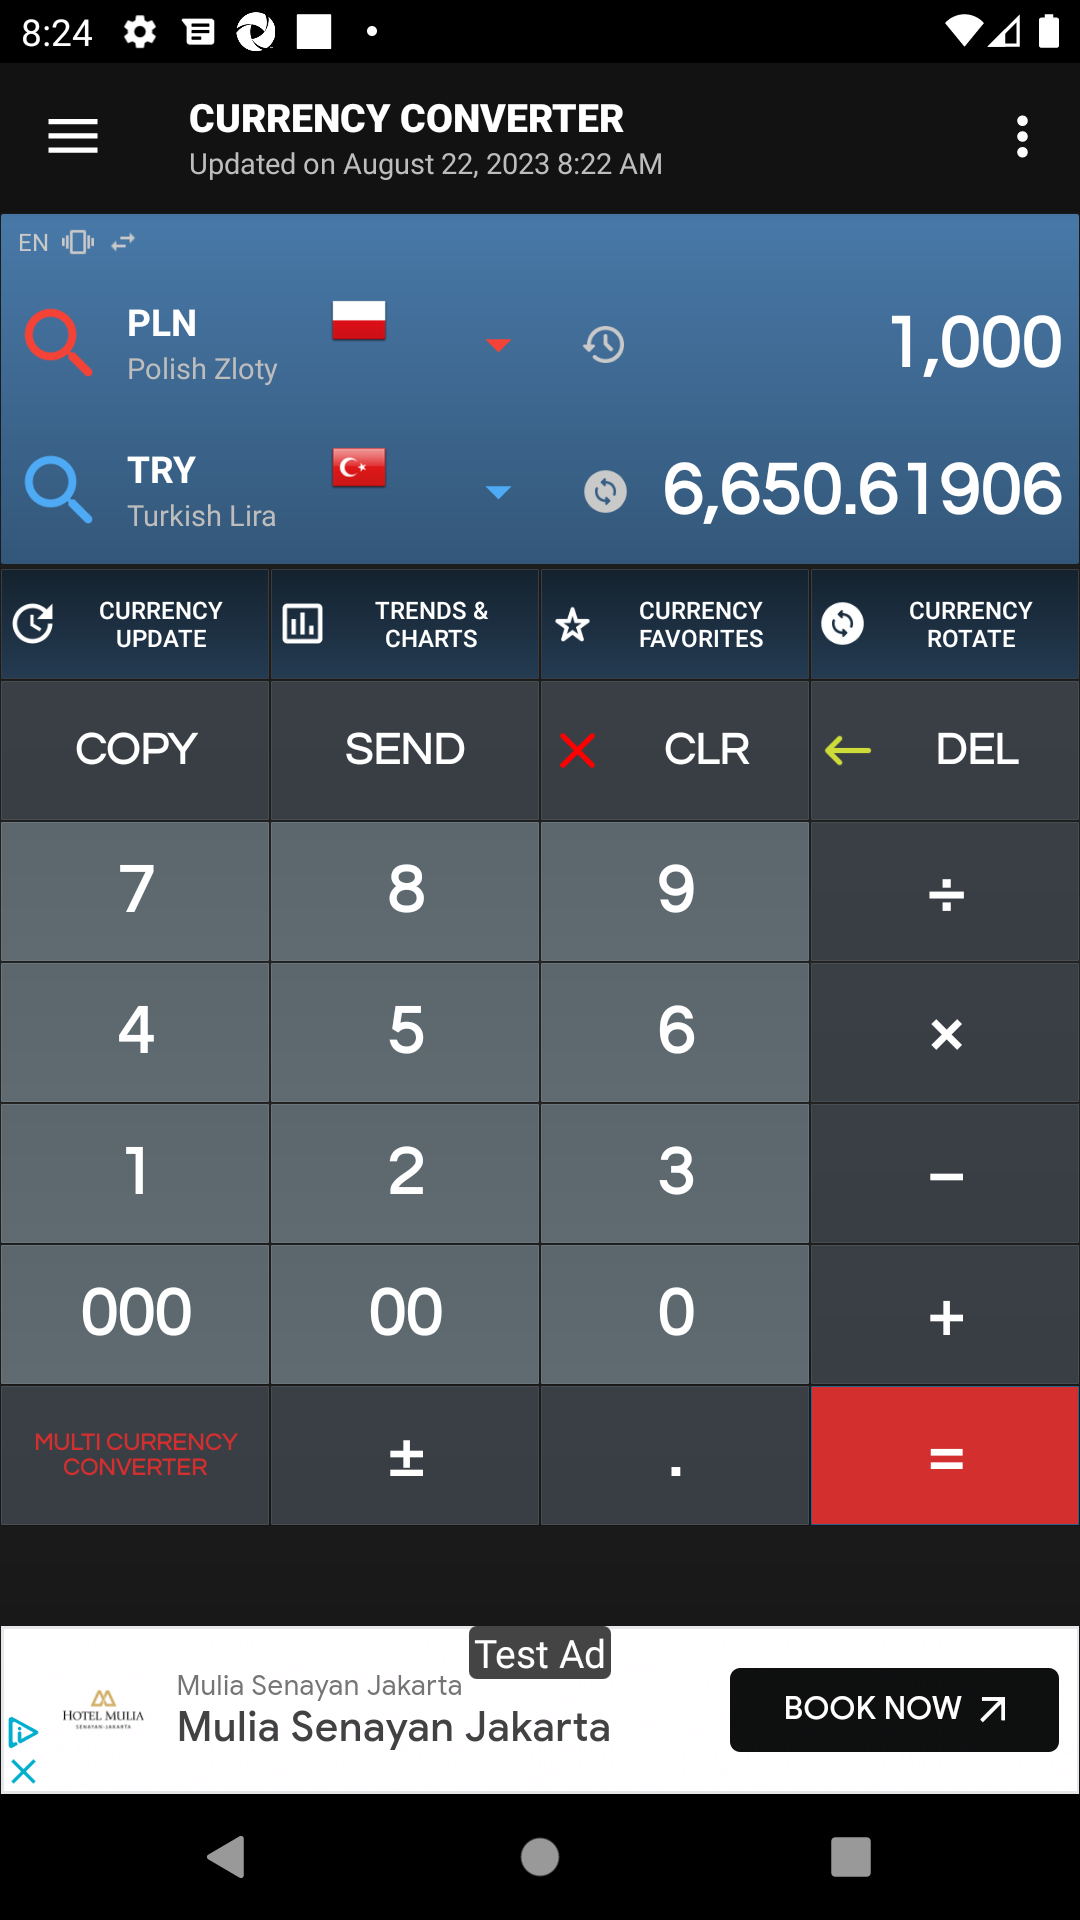 8:24
CURRENCY CONVERTER
Updated on August 22, 2023 8:22 AM
EN
PLN
Polish Zloty
1,000
TRY
Turkish Lira
6,650.61906
CURRENCY UPDATE
TRENDS & CHARTS
CURRENCY FAVORITES
CURRENCY ROTATE
COPY
SEND
CLR
DEL
7
8
9
÷
4
5
6
×
1
2
3
−
000
00
0
+
MULTI CURRENCY
CONVERTER
±
.
=
Test Ad
Mulia Senayan Jakarta
Mulia Senayan Jakarta
HOTEL MULIA
SENAYAN-JAKARTA
BOOK NOW